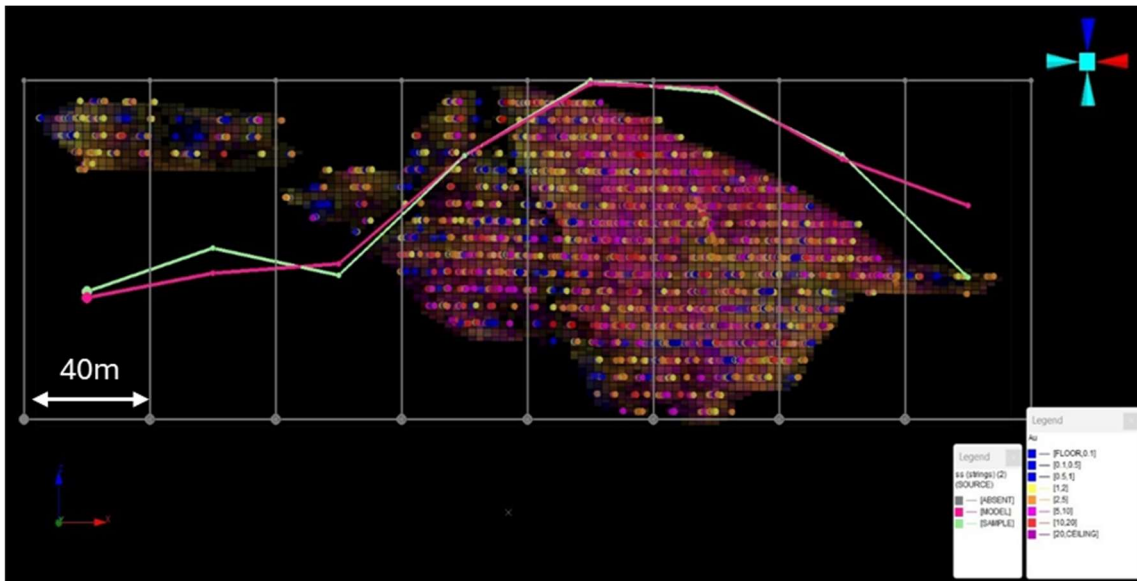 40m
Legend
ss (strings) (2)
(SOURCE)
[ABSENT]
[MODEL]
[SAMPLE]
Legend
Au
[FLOOR,0.1]
[0.1,0.5]
[0.5,1]
[1,2]
[2,5]
[5,10]
[10,20]
[20,CEILING]
X